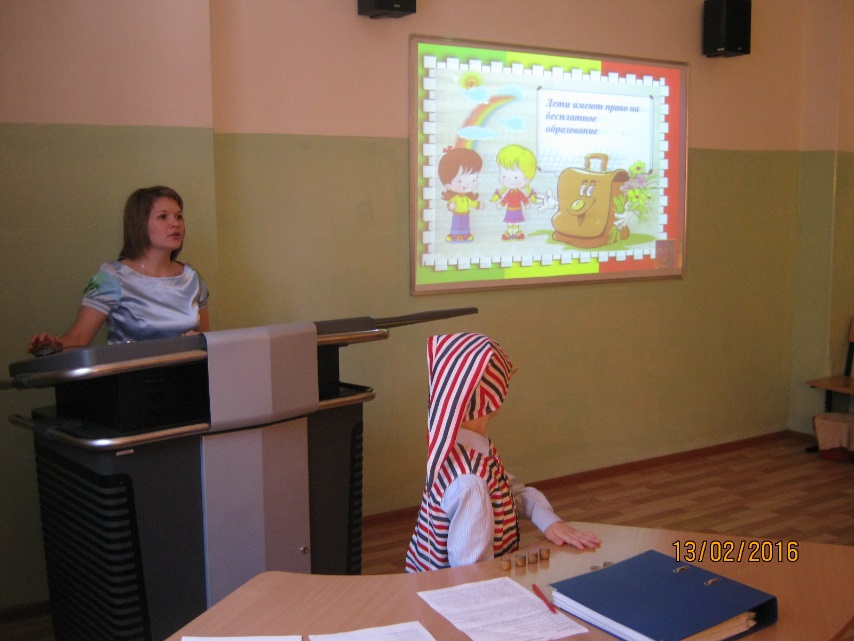 Дети имеют право на
бесплатное
образование
13/02/2016